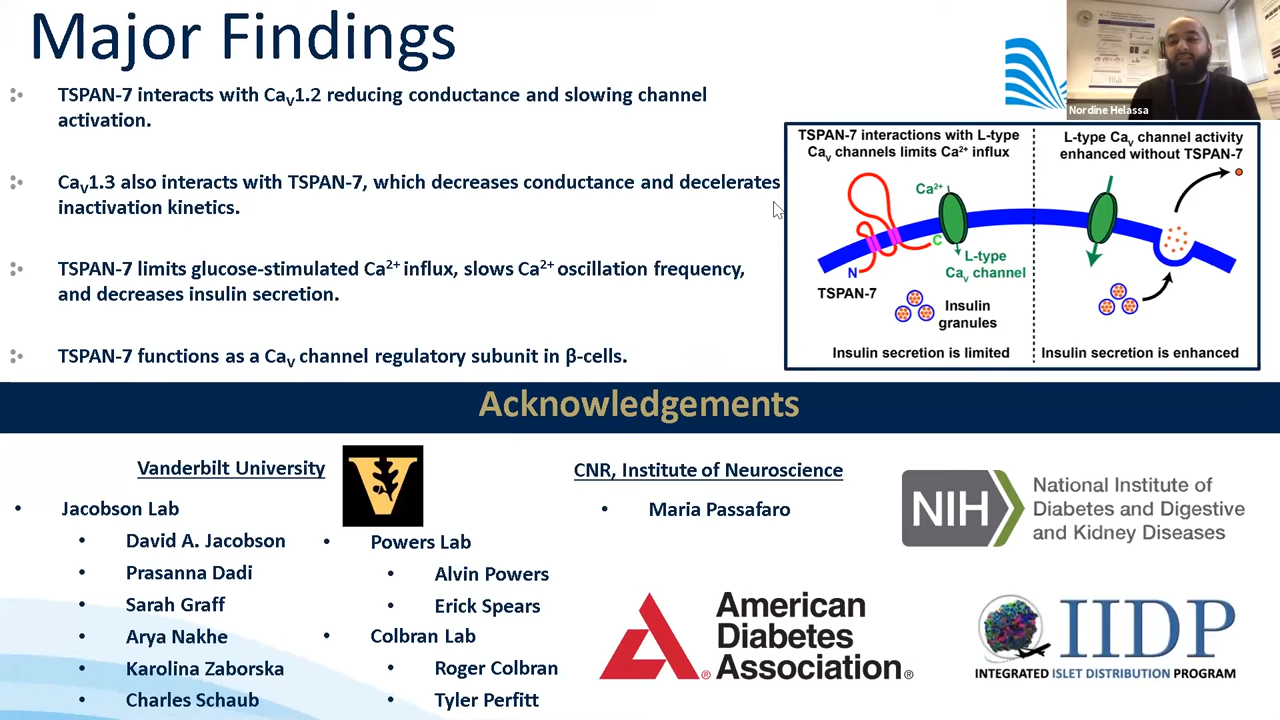 Major Findings
TSPAN-7 interacts with CaV1.2 reducing conductance and slowing channel
activation.
CaV1.3 also interacts with TSPAN-7, which decreases conductance and decelerates
inactivation kinetics.
TSPAN-7 limits glucose-stimulated Ca2+ influx, slows Ca2+ oscillation frequency,
and decreases insulin secretion.
TSPAN-7 functions as a CaV channel regulatory subunit in β-cells.
Nordine Helassa
TSPAN-7 interactions with L-type
CaV channels limits Ca2+ influx
Ca2+
C
L-type
CaV channel
N
TSPAN-7
Insulin
granules
Insulin secretion is limited
L-type CaV channel activity
enhanced without TSPAN-7
Insulin secretion is enhanced
Acknowledgements
Vanderbilt University
V
Jacobson Lab
David A. Jacobson
Prasanna Dadi
Sarah Graff
Arya Nakhe
Karolina Zaborska
Charles Schaub
Powers Lab
Alvin Powers
Erick Spears
Colbran Lab
Roger Colbran
Tyler Perfitt
CNR, Institute of Neuroscience
Maria Passafaro
NIH
National Institute of
Diabetes and Digestive
and Kidney Diseases
American
Diabetes
Association®
IIDP
INTEGRATED ISLET DISTRIBUTION PROGRAM